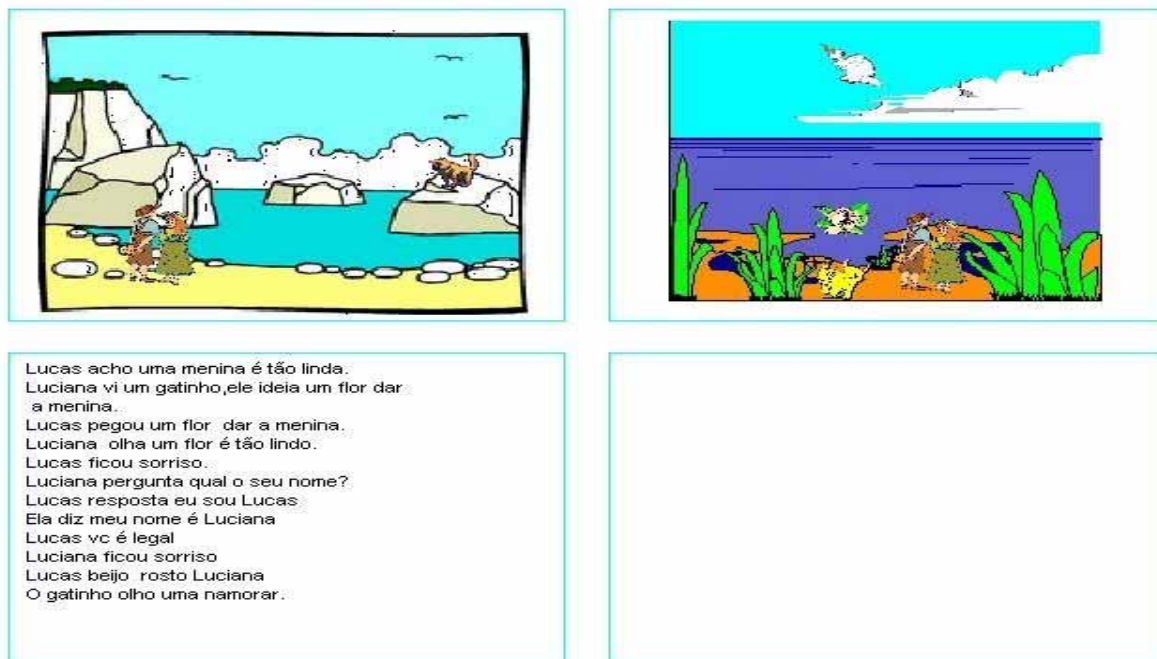 Lucas acho uma menina é tão linda.
Luciana vi um gatinho,ele ideia um flor dar
a menina.
Lucas pegou um flor dar a menina.
Luciana olha um flor é tão lindo.
Lucas ficou sorriso.
Luciana pergunta qual o seu nome?
Lucas resposta eu sou Lucas
Ela diz meu nome é Luciana
Lucas vc é legal
Luciana ficou sorriso
Lucas beijo rosto Luciana
O gatinho olho uma namorar.